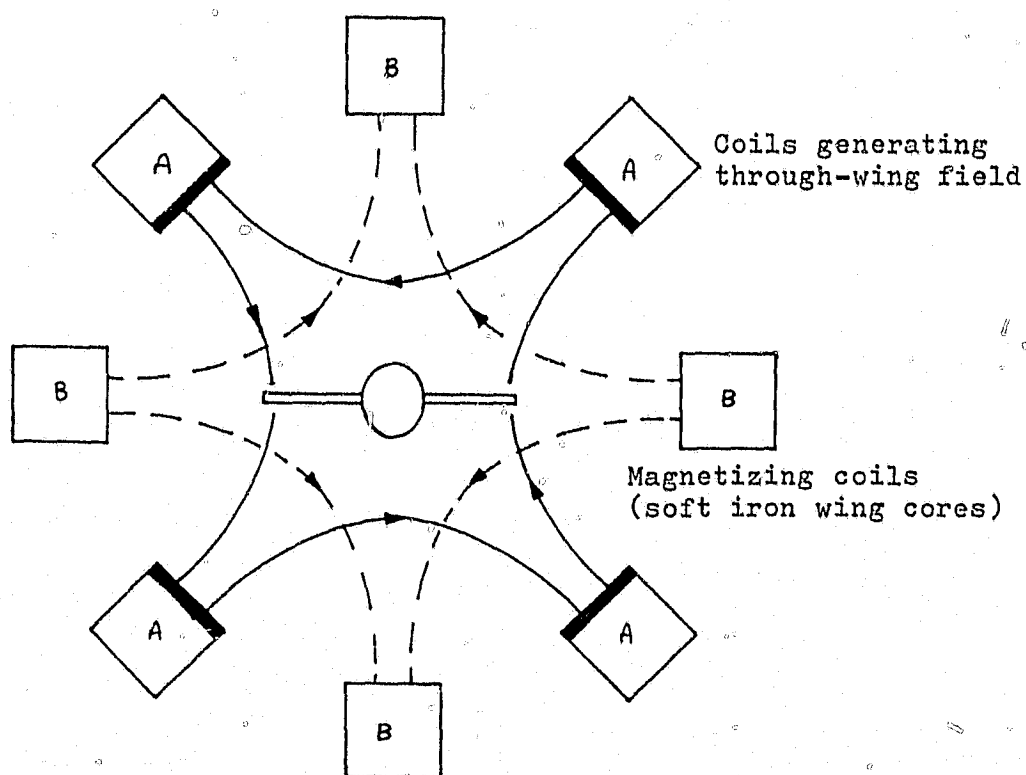 B
A
A
Coils generating
through-wing field
B
B
Magnetizing coils
(soft iron wing cores)
A
A
B